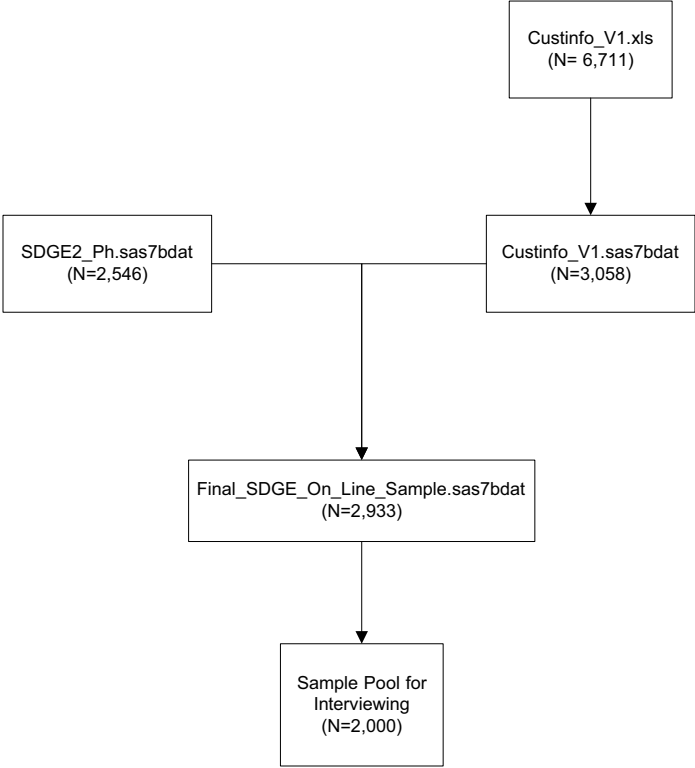 Custinfo_V1.xls
(N= 6,711)
SDGE2_Ph.sas7bdat
(N=2,546)
Custinfo_V1.sas7bdat
(N=3,058)
Final_SDGE_On_Line_Sample.sas7bdat
(N=2,933)
Sample Pool for
Interviewing
(N=2,000)